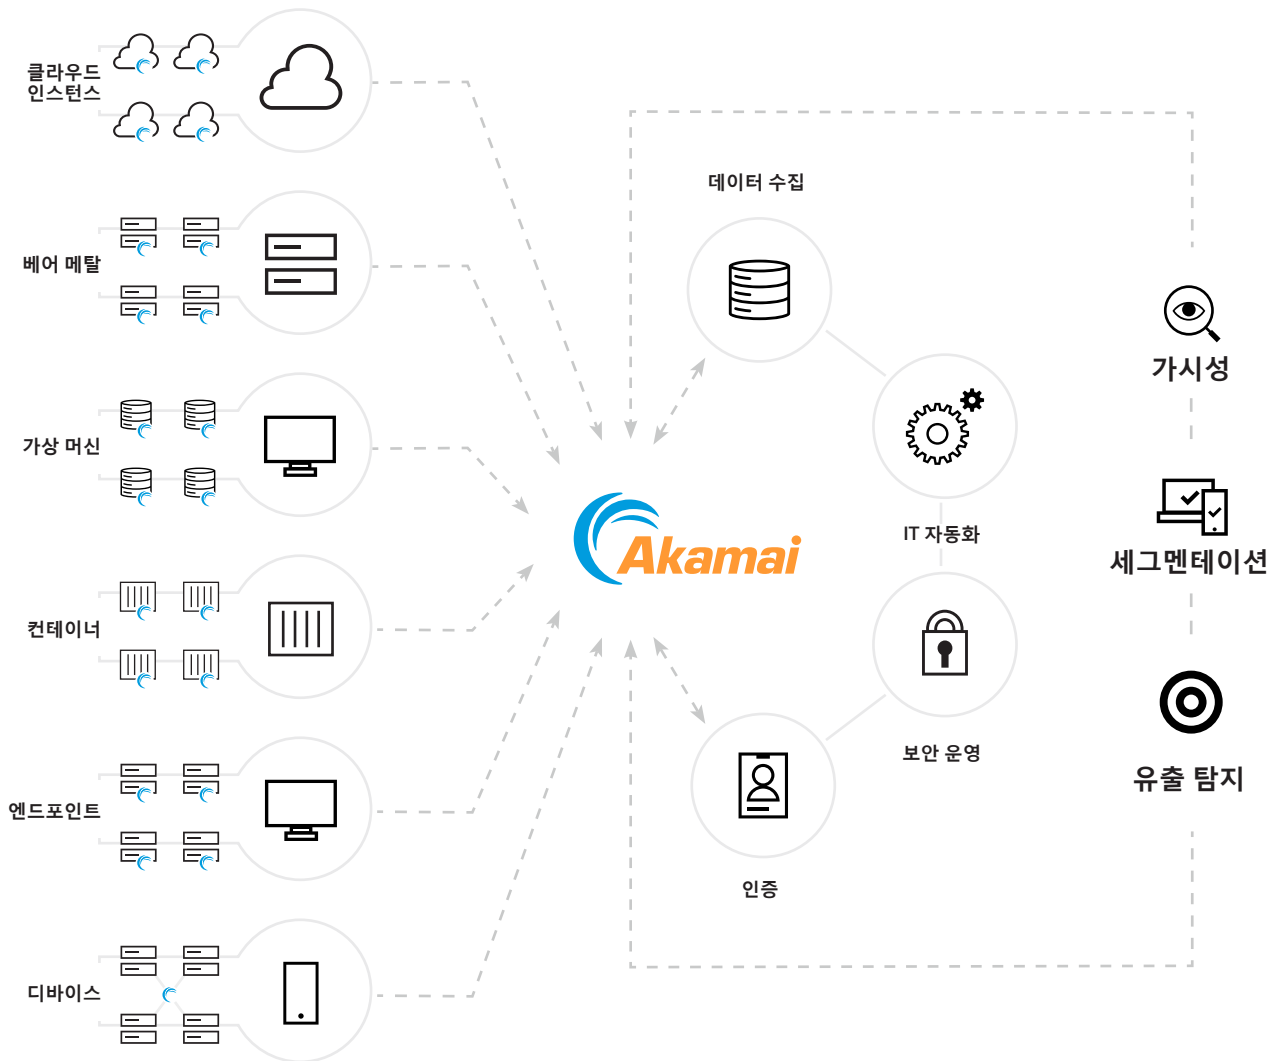 클라우드
인스턴스
베어 메탈
가상 머신
컨테이너
엔드포인트
디바이스
Akamai
데이터 수집
IT 자동화
보안 운영
인증
가시성
세그멘테이션
유출 탐지